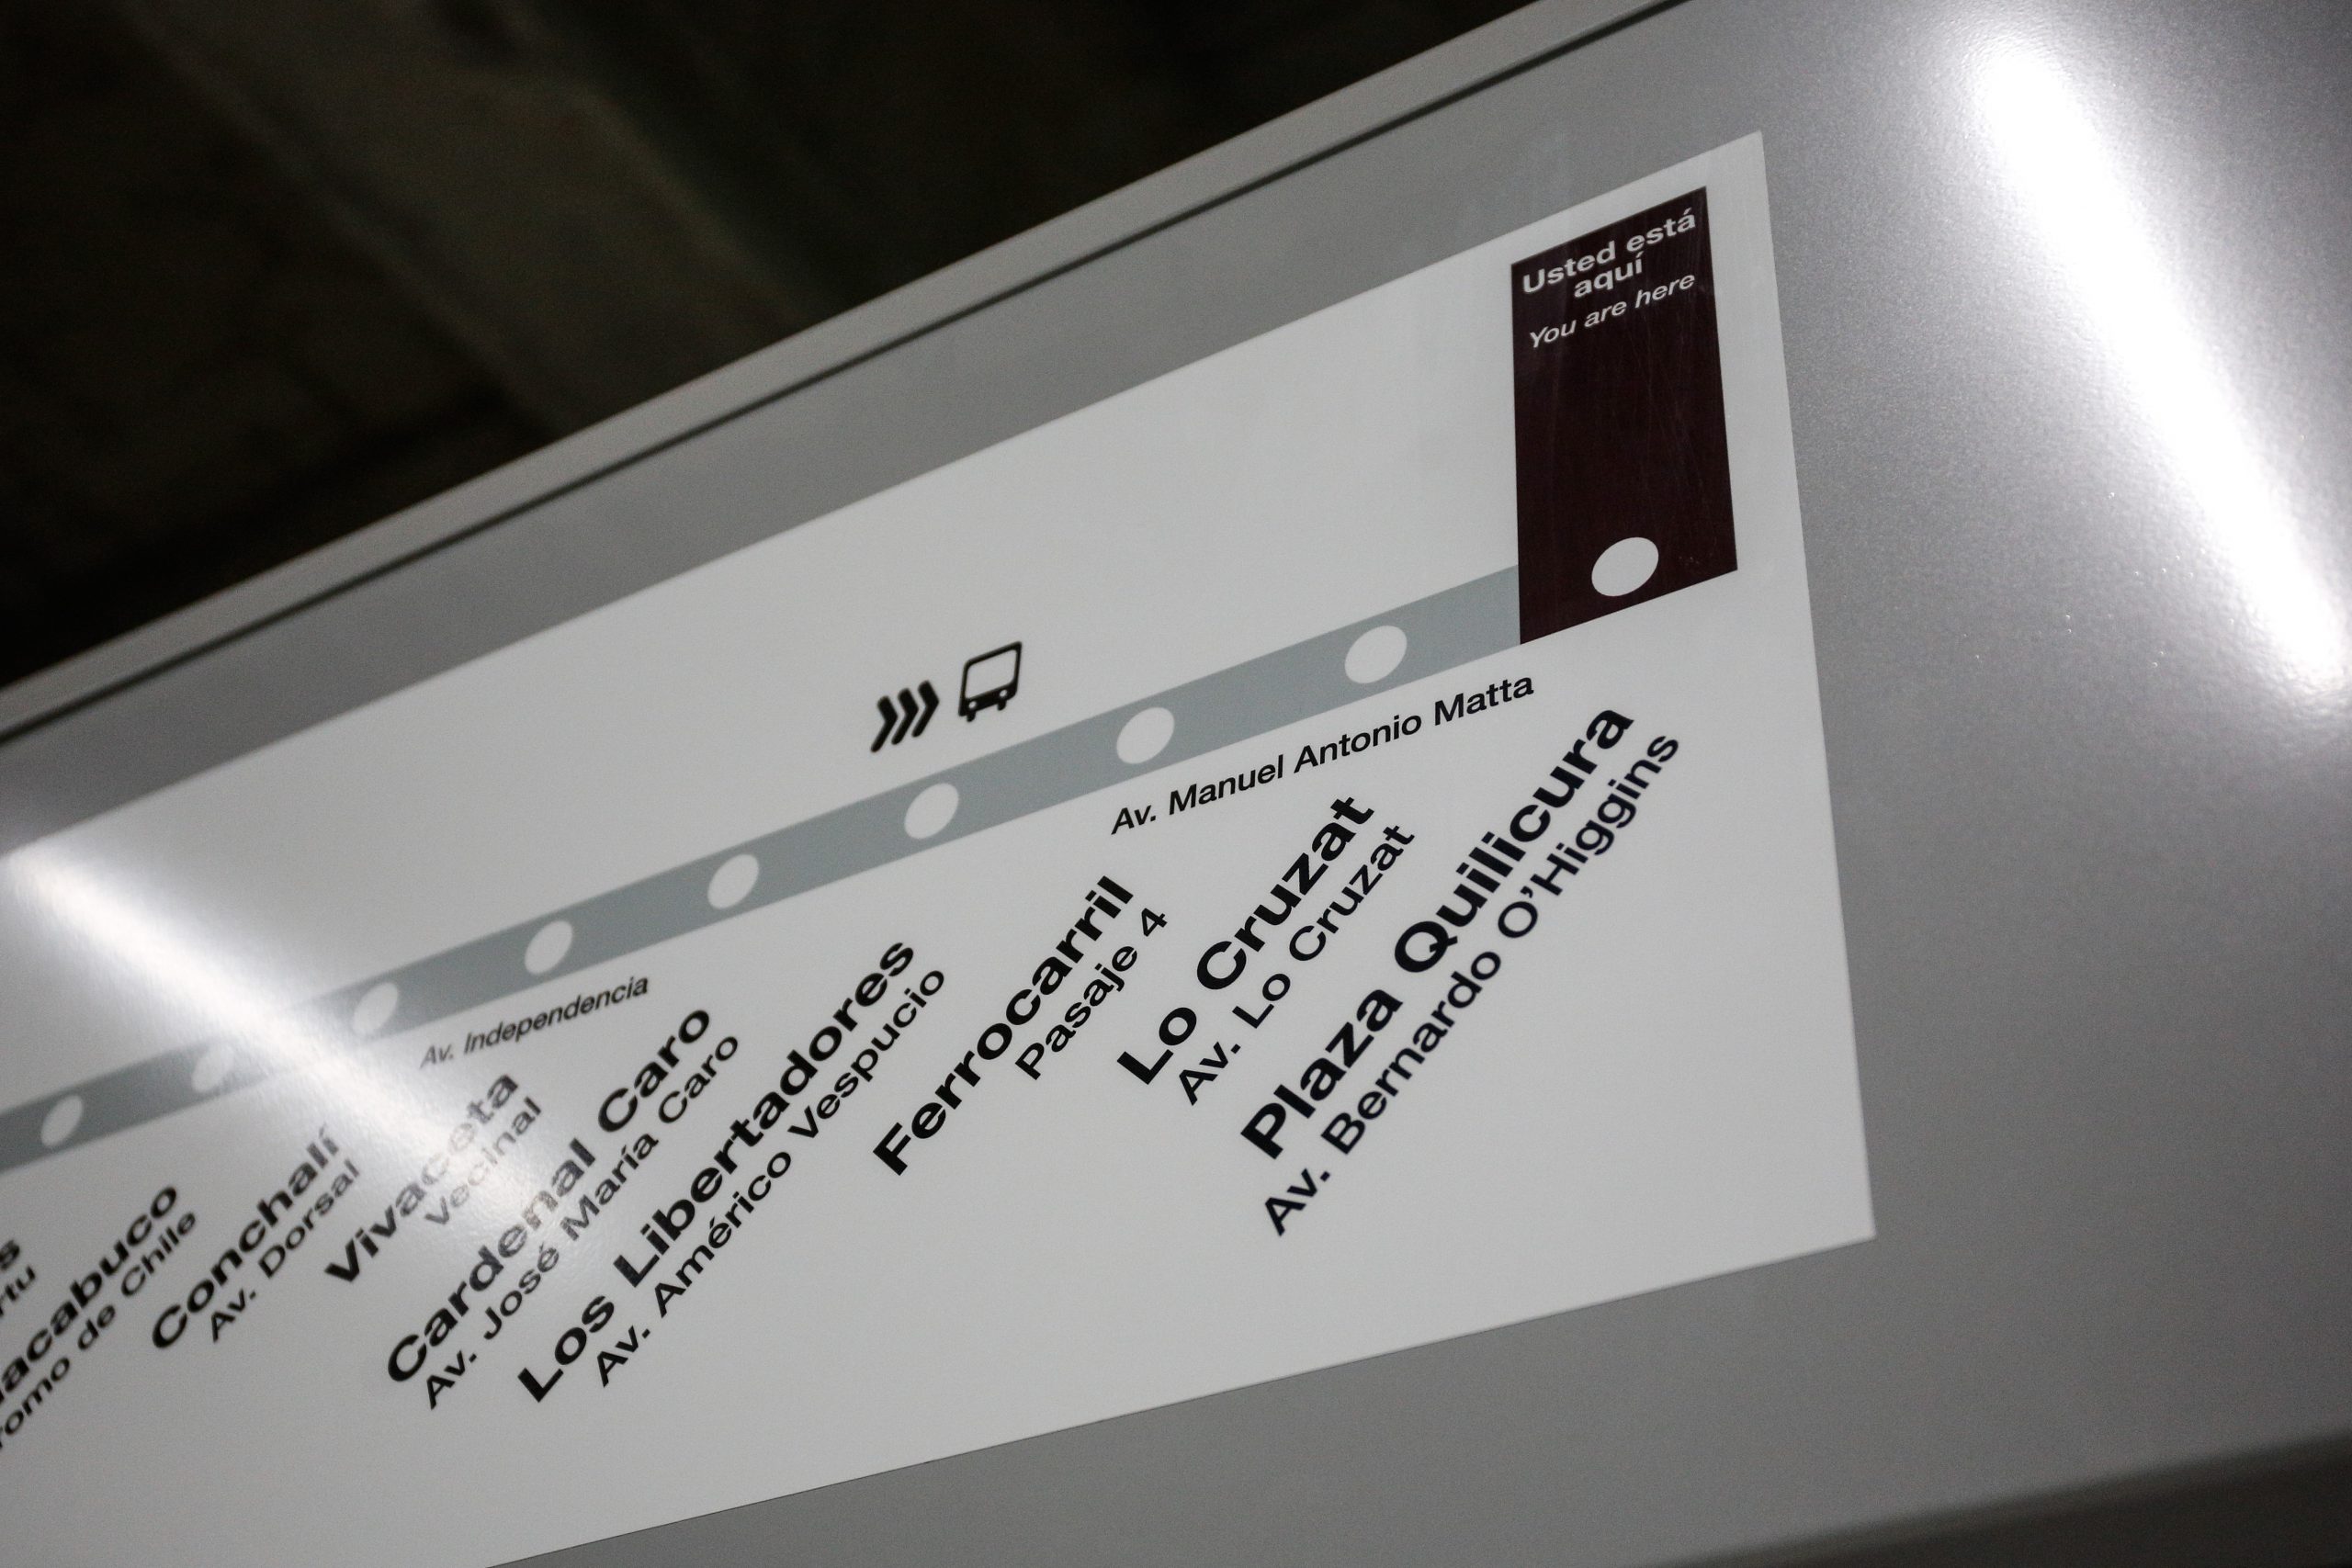 Usted está
aquí
You are here
Av. Manuel Antonio Matta
Av. Independencia
Conchalí
Av. Dorsal
Vivaceta
Vecinal
Cardenal Caro
Av. José María Caro
Los Libertadores
Av. Américo Vespucio
Ferrocarril
Pasaje 4
Lo Cruzat
Av. Lo Cruzat
Plaza Quilicura
Av. Bernardo O'Higgins
de Chile